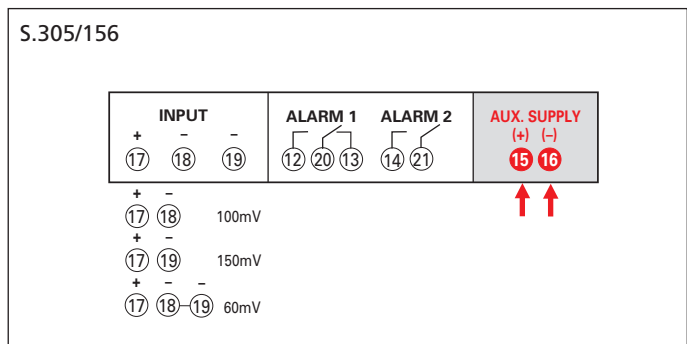 S.305/156
INPUT ALARM 1 ALARM 2 AUX. SUPPLY
+ – – (+) (–)
17 18 19 12 20 13 14 21 15 16
+ –
17 18 100mV
+ –
17 19 150mV
+ – –
17 18 19 60mV